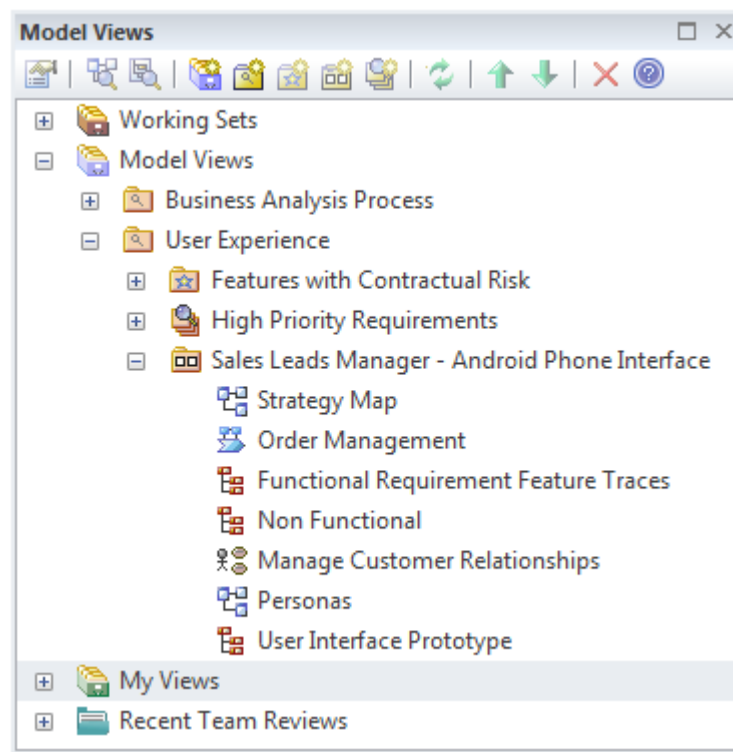 Model Views
Working Sets
Model Views
Business Analysis Process
User Experience
Features with Contractual Risk
High Priority Requirements
Sales Leads Manager - Android Phone Interface
Strategy Map
Order Management
Functional Requirement Feature Traces
Non Functional
Manage Customer Relationships
Personas
User Interface Prototype
My Views
Recent Team Reviews